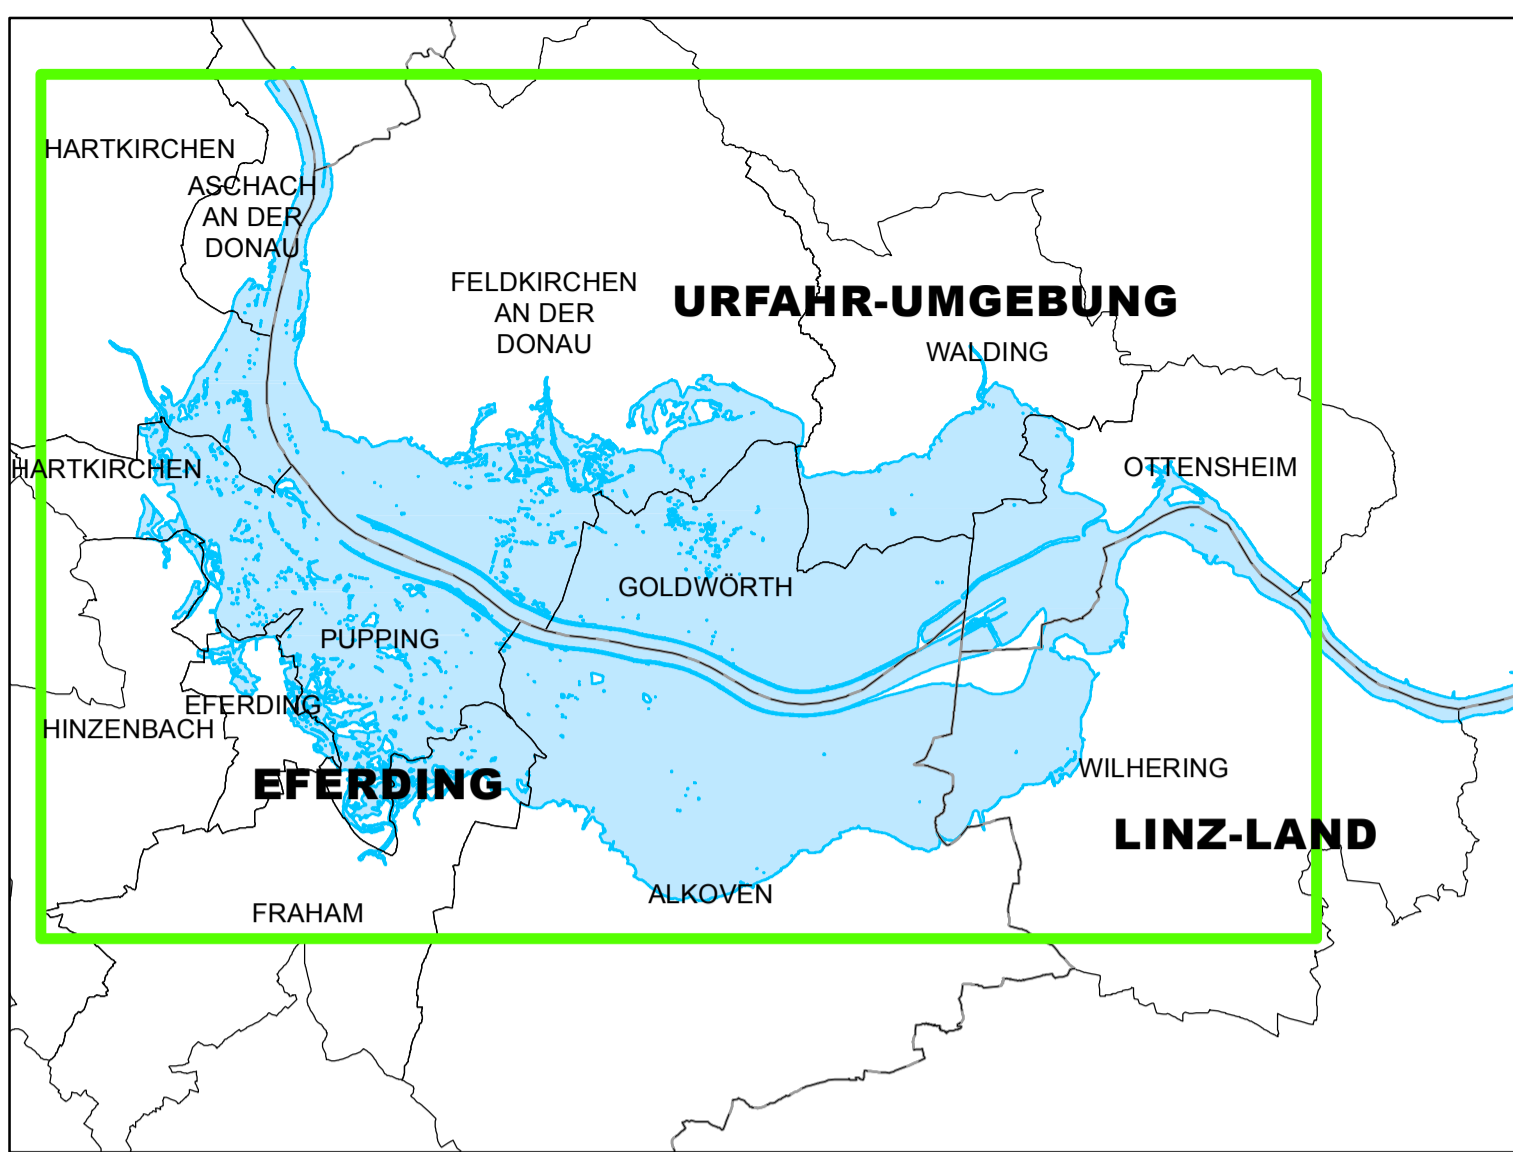 HARTKIRCHEN
ASCHACH
AN DER
DONAU
FELDKIRCHEN
AN DER
DONAU
URFAHR-UMGEBUNG
WALDING
HARTKIRCHEN
OTTENSHEIM
GOLDWÖRTH
PUPPING
EFERDING
HINZENBACH
EFERDING
WILHERING
LINZ-LAND
ALKOVEN
FRAHAM